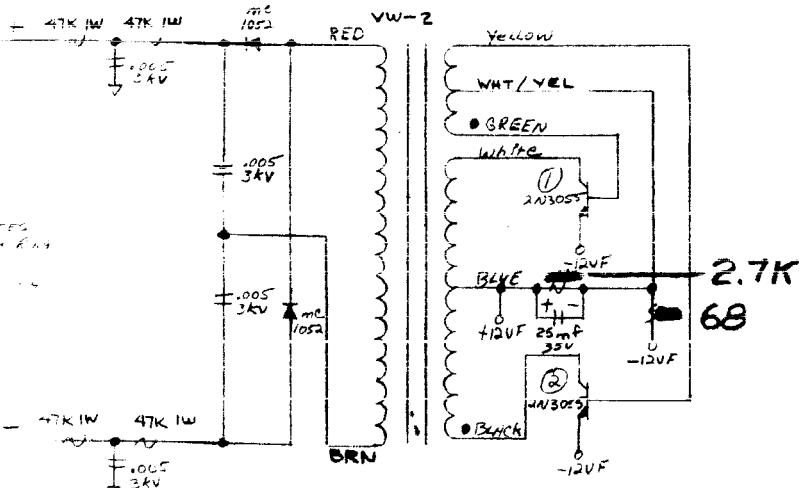 + 47K 1W 47K 1W
mc
1052
VW-2
RED
.005
3KV
.005
3KV
.005
3KV
mc
1052
47K 1W 47K 1W
-
.005
3KV
BRN
Yellow
WHT/YEL
GREEN
White
1
2N3055
-12VF
BLUE
2.7K
+ -
+12VF
25mf
35V
68
-12VF
2
2N3055
BLACK
-12VF